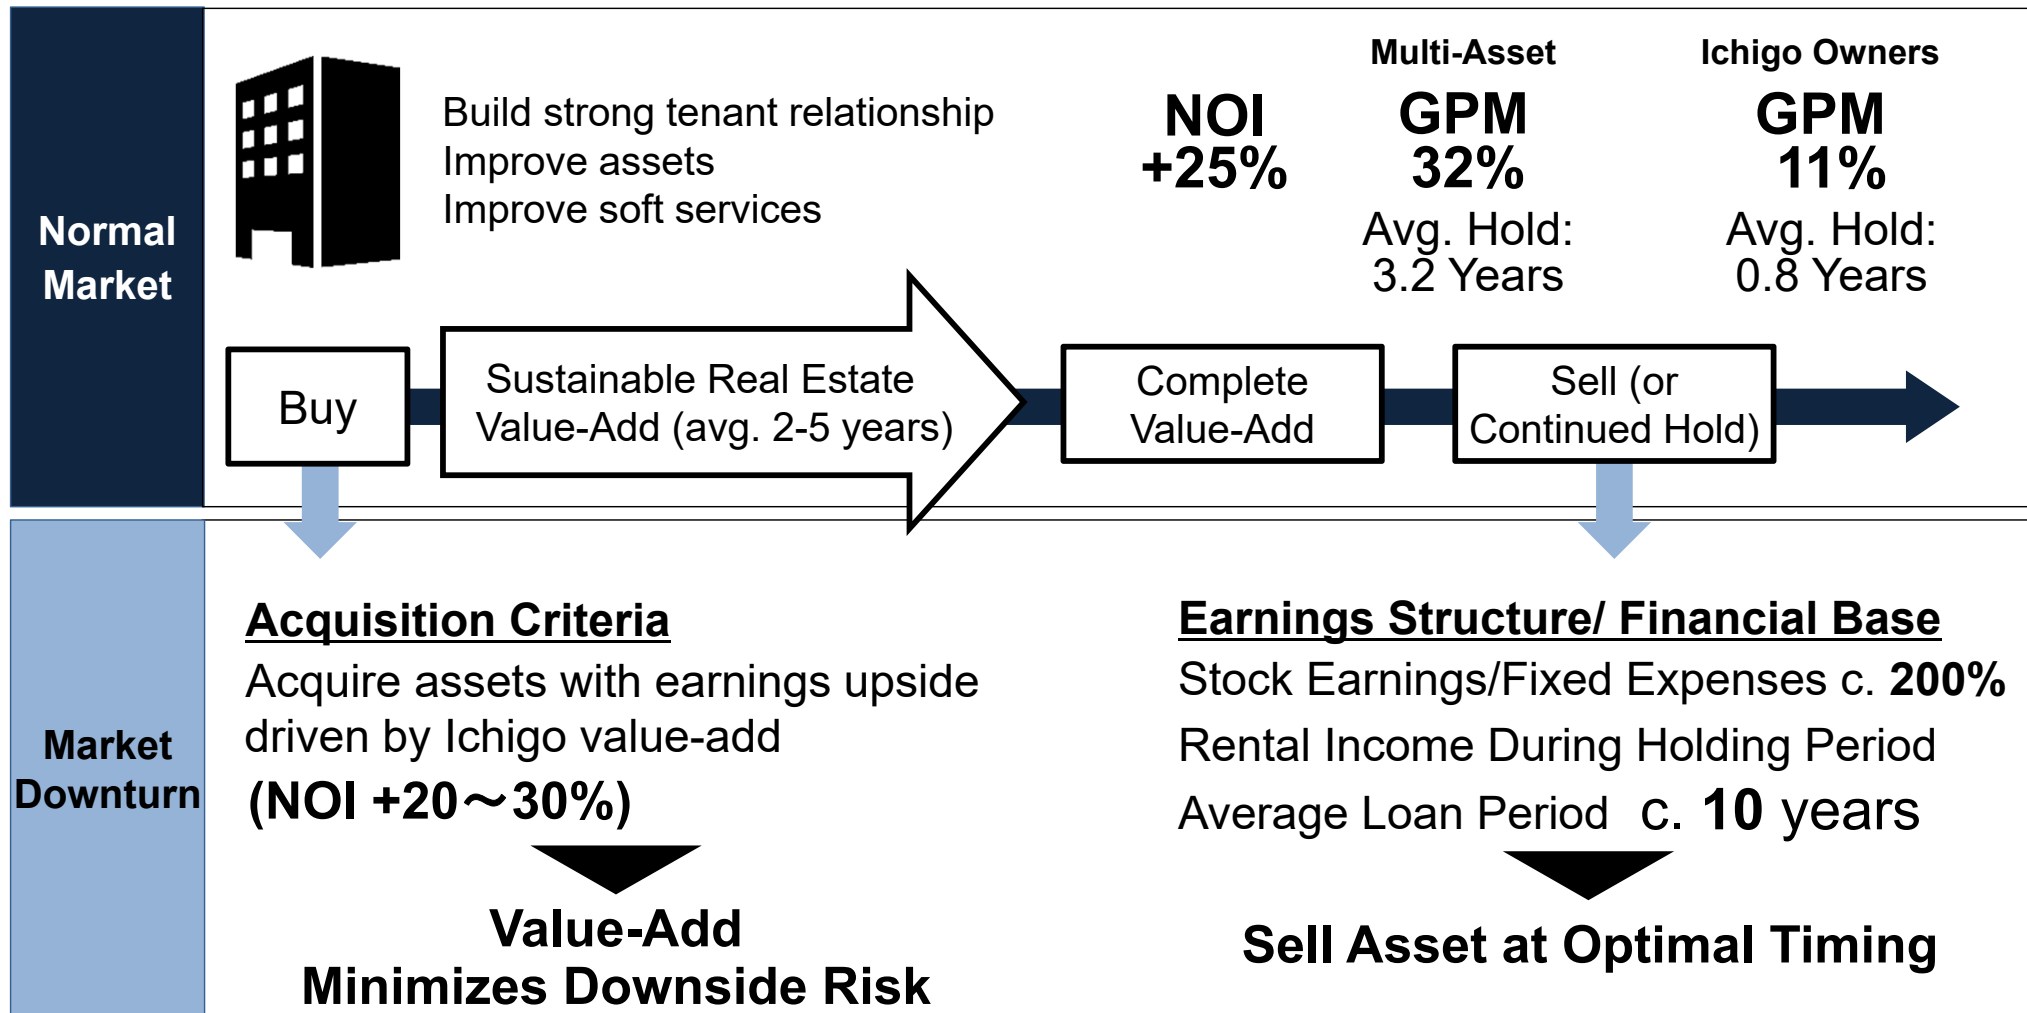 Normal
Market
Build strong tenant relationship
Improve assets
Improve soft services
NOI
+25%
Multi-Asset
GPM
32%
Avg. Hold:
3.2 Years
Ichigo Owners
GPM
11%
Avg. Hold:
0.8 Years
Buy
Sustainable Real Estate
Value-Add (avg. 2-5 years)
Complete
Value-Add
Sell (or
Continued Hold)
Market
Downturn
Acquisition Criteria
Acquire assets with earnings upside
driven by Ichigo value-add
(NOI +20～30%)
Value-Add
Minimizes Downside Risk
Earnings Structure/ Financial Base
Stock Earnings/Fixed Expenses c. 200%
Rental Income During Holding Period
Average Loan Period c. 10 years
Sell Asset at Optimal Timing